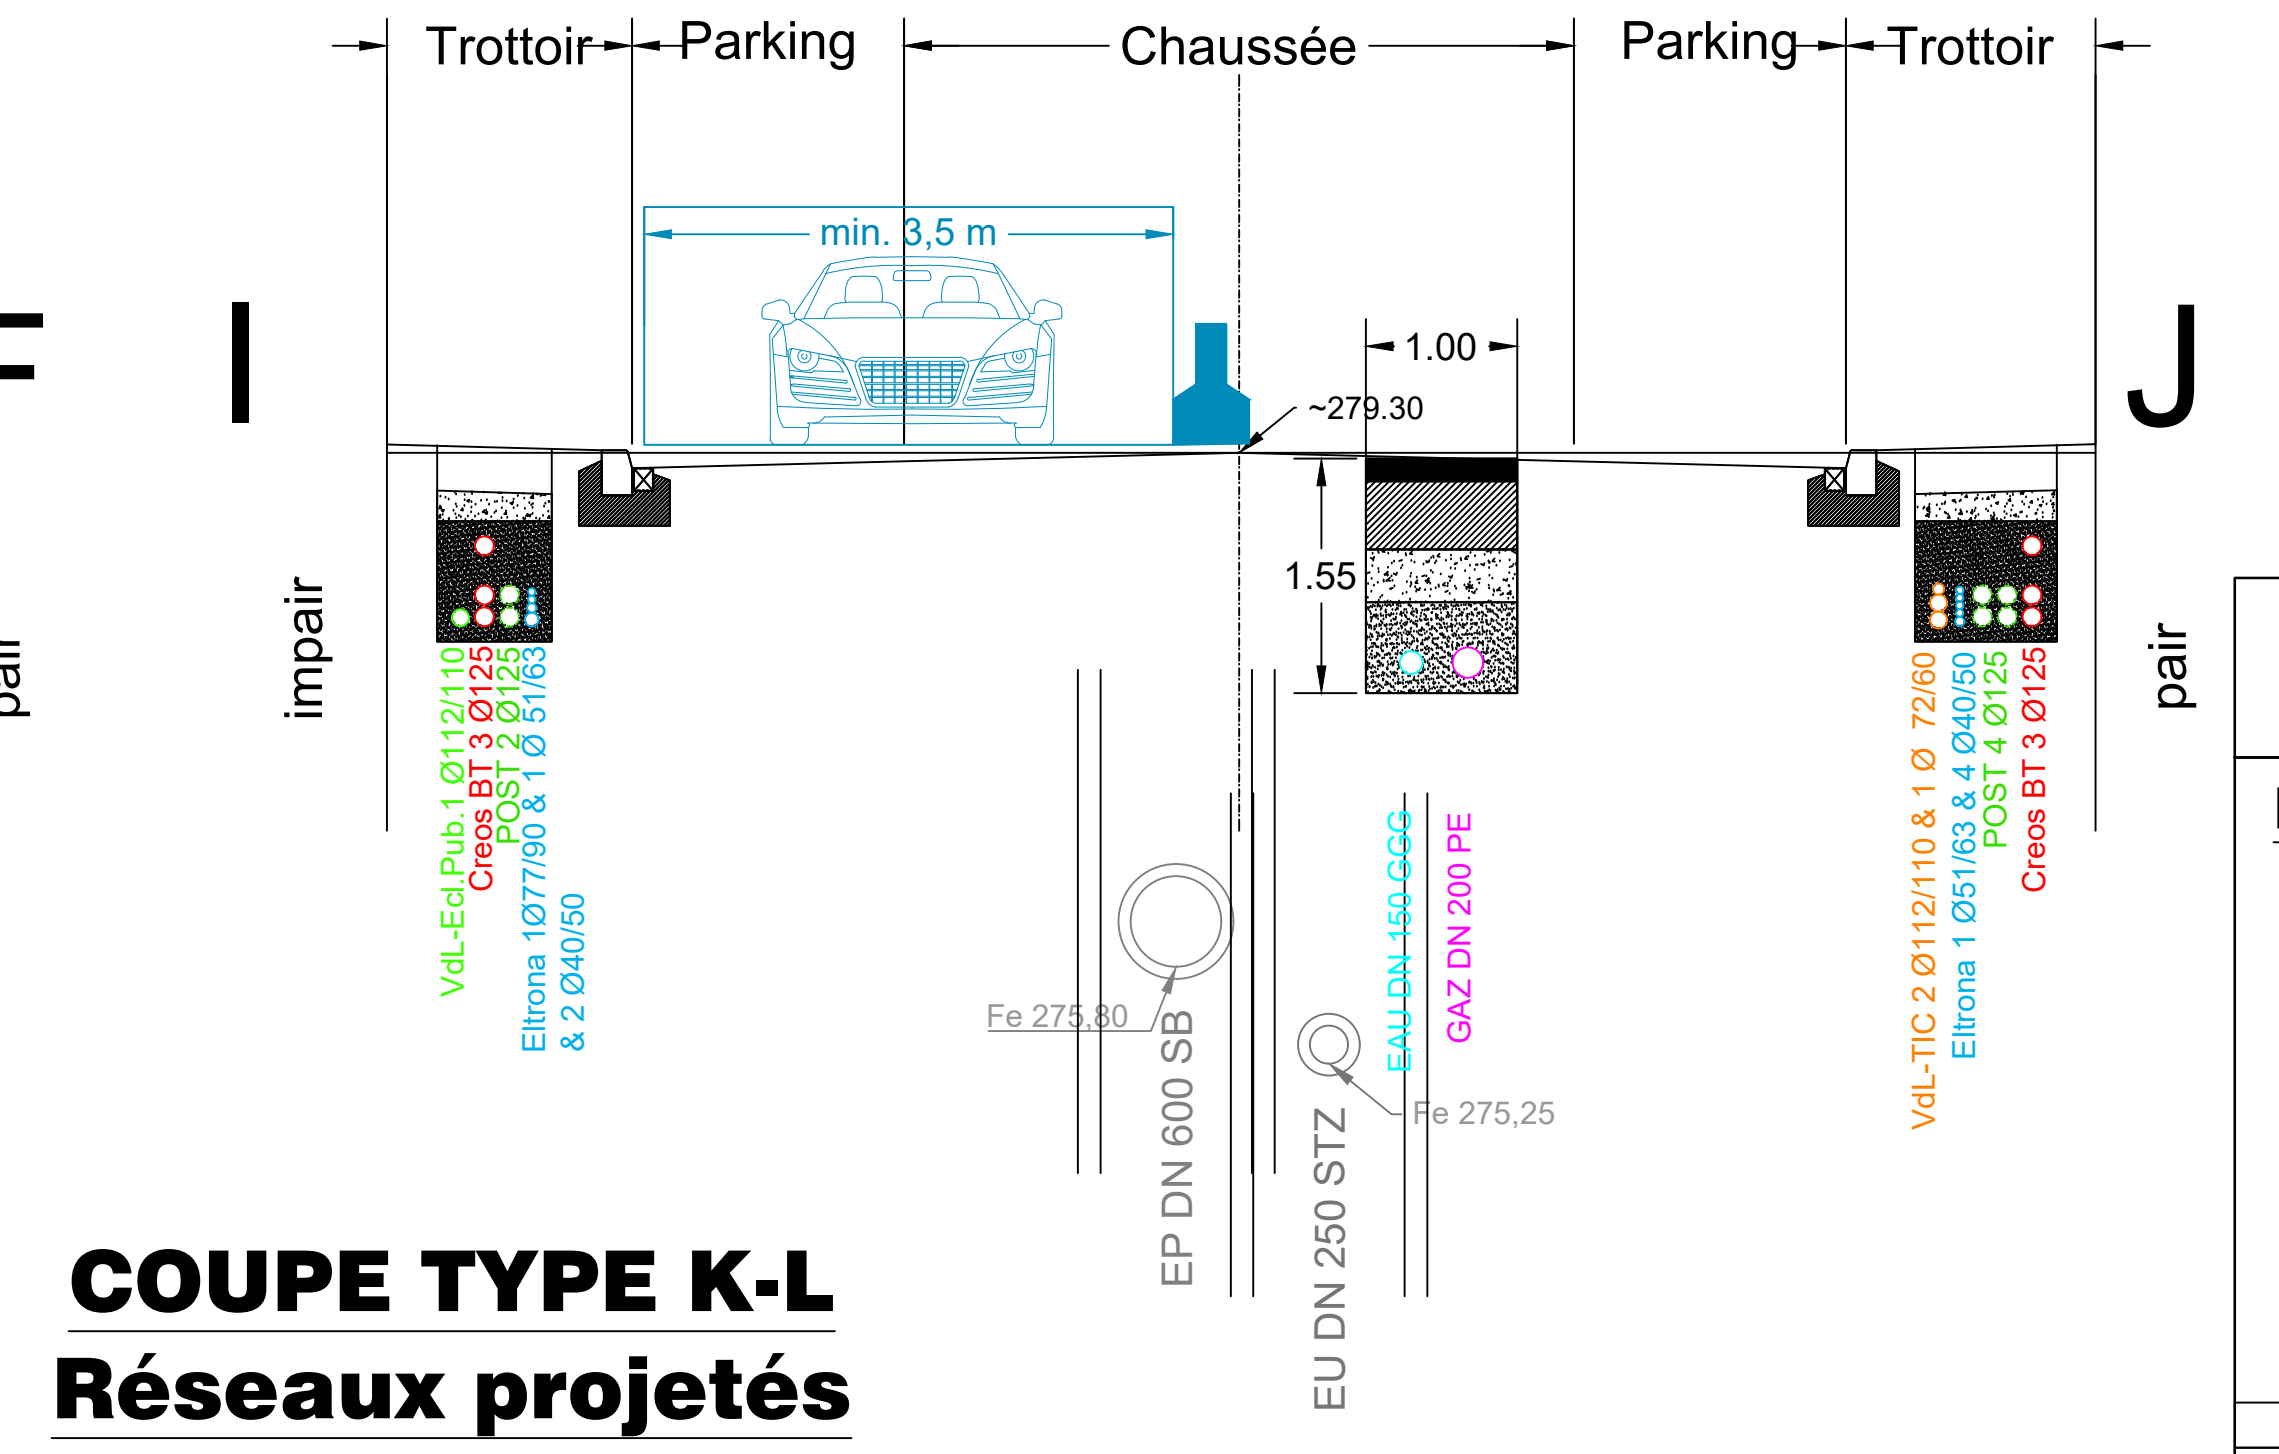 Trottoir
Parking
Chaussée
Parking
Trottoir
min. 3,5 m
1.00
~279.30
I
J
1.55
impair
pair
pair
VdL-Ecl.Pub.1 Ø112/110
Creos BT 3 Ø125
POST 2 Ø125
Eltrona 1Ø77/90 & 1 Ø 51/63
& 2 Ø40/50
VdL-TIC 2 Ø112/110 & 1 Ø 72/60
Eltrona 1 Ø51/63 & 4 Ø40/50
POST 4 Ø125
Creos BT 3 Ø125
EAU DN 150 GGG
GAZ DN 200 PE
Fe 275,80
EP DN 600 SB
Fe 275,25
EU DN 250 STZ
COUPE TYPE K-L
Réseaux projetés